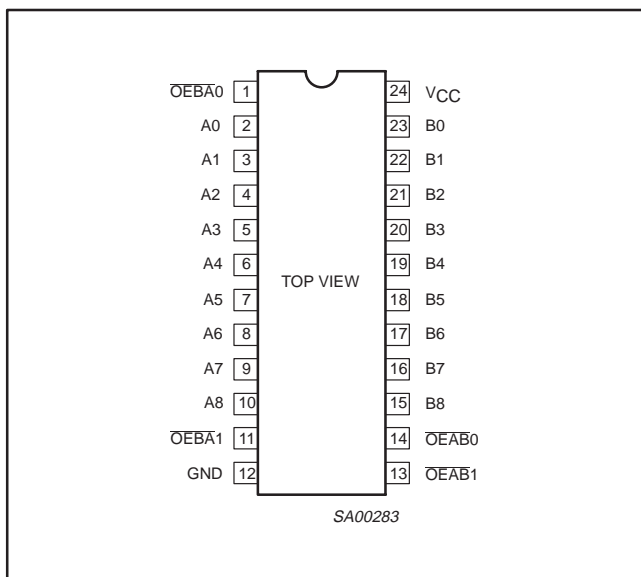 OEBA0 1 24 VCC
A0 2 23 B0
A1 3 22 B1
A2 4 21 B2
A3 5 20 B3
A4 6 19 B4
TOP VIEW
A5 7 18 B5
A6 8 17 B6
A7 9 16 B7
A8 10 15 B8
OEBA1 11 14 OEAB0
GND 12 13 OEAB1
SA00283